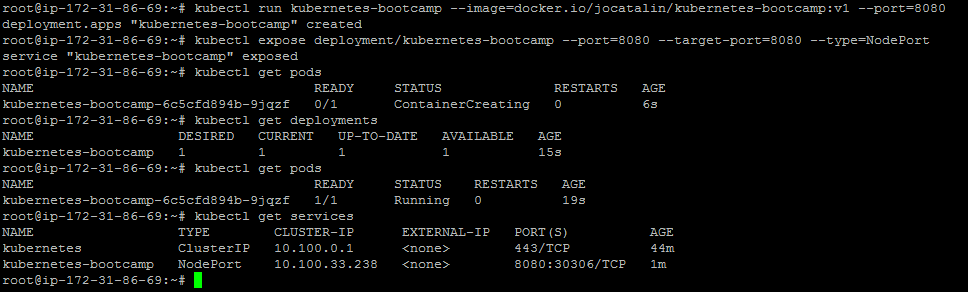 root@ip-172-31-86-69:~# kubectl run kubernetes-bootcamp --image=docker.io/jocatalin/kubernetes-bootcamp:v1 --port=8080
deployment.apps "kubernetes-bootcamp" created
root@ip-172-31-86-69:~# kubectl expose deployment/kubernetes-bootcamp --port=8080 --target-port=8080 --type=NodePort
service "kubernetes-bootcamp" exposed
root@ip-172-31-86-69:~# kubectl get pods
NAME                                   READY     STATUS              RESTARTS   AGE
kubernetes-bootcamp-6c5cfd894b-9jqzf   0/1       ContainerCreating   0          6s
root@ip-172-31-86-69:~# kubectl get deployments
NAME                  DESIRED   CURRENT   UP-TO-DATE   AVAILABLE   AGE
kubernetes-bootcamp   1         1         1            1           15s
root@ip-172-31-86-69:~# kubectl get pods
NAME                                   READY     STATUS    RESTARTS   AGE
kubernetes-bootcamp-6c5cfd894b-9jqzf   1/1       Running   0          19s
root@ip-172-31-86-69:~# kubectl get services
NAME                  TYPE        CLUSTER-IP      EXTERNAL-IP   PORT(S)          AGE
kubernetes            ClusterIP   10.100.0.1      <none>        443/TCP          44m
kubernetes-bootcamp   NodePort    10.100.33.238   <none>        8080:30306/TCP   1m
root@ip-172-31-86-69:~#